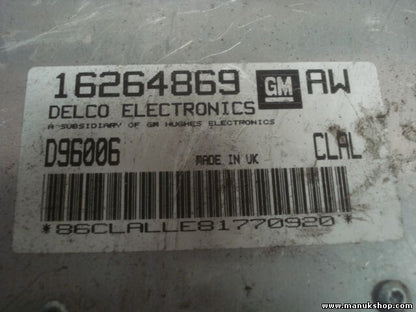 16264869 GM AW
DELCO ELECTRONICS
A SUBSIDIARY OF GM HUGHES ELECTRONICS
D96006 MADE IN UK CLAL
*86CLALLE81770920*
www.manukshop.com